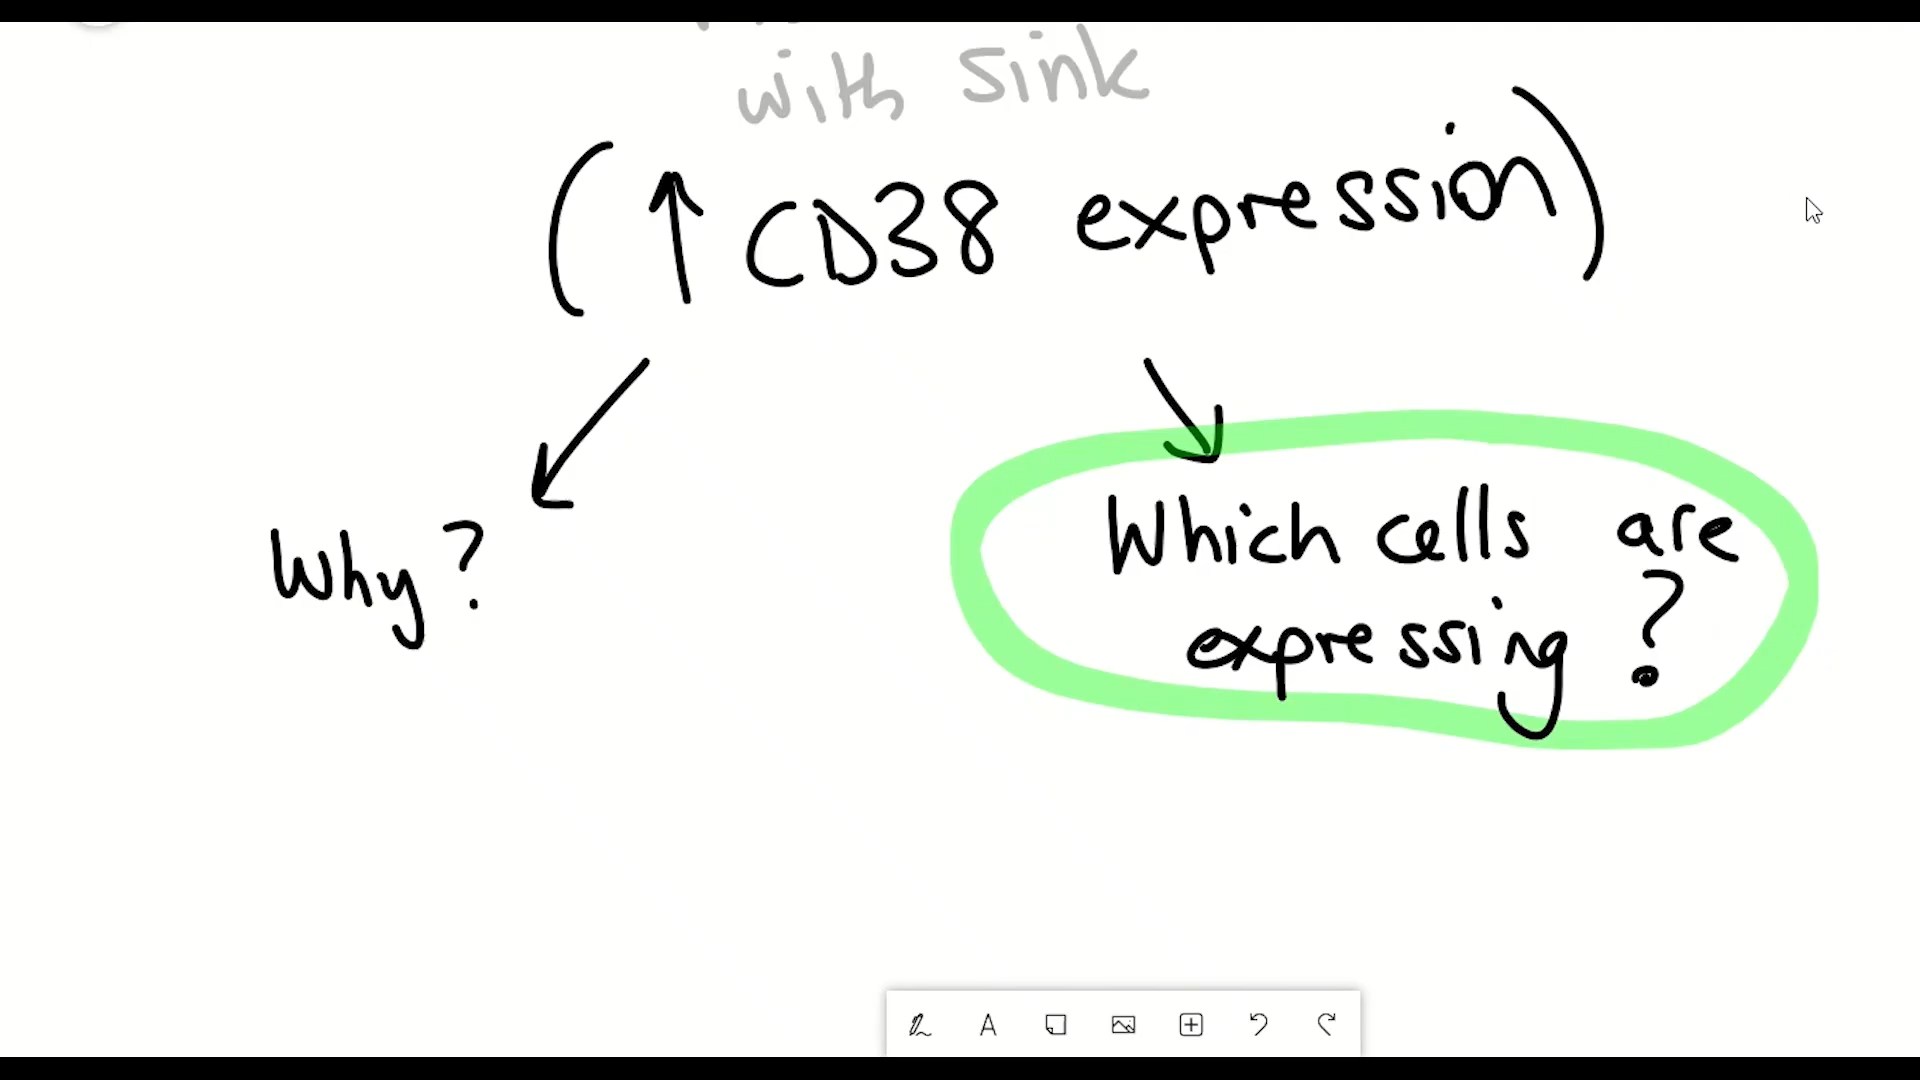 with sink
(↑ CD38 expression)
Why?
Which cells are
expressing?
A